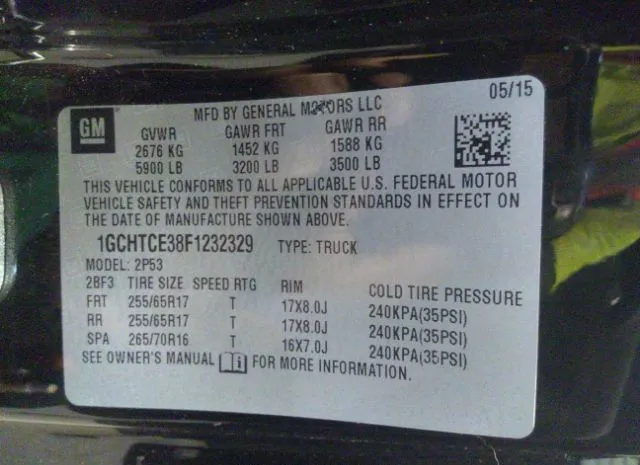 05/15
MFD BY GENERAL MOTORS LLC
GM
GVWR GAWR FRT GAWR RR
2676 KG 1452 KG 1588 KG
5900 LB 3200 LB 3500 LB
THIS VEHICLE CONFORMS TO ALL APPLICABLE U.S. FEDERAL MOTOR
VEHICLE SAFETY AND THEFT PREVENTION STANDARDS IN EFFECT ON
THE DATE OF MANUFACTURE SHOWN ABOVE.
1GCHTCE38F1232329 TYPE: TRUCK
MODEL: 2P53
2BF3 TIRE SIZE SPEED RTG RIM COLD TIRE PRESSURE
FRT 255/65R17 T 17X8.0J 240KPA(35PSI)
RR 255/65R17 T 17X8.0J 240KPA(35PSI)
SPA 265/70R16 T 16X7.0J 240KPA(35PSI)
SEE OWNER'S MANUAL i FOR MORE INFORMATION.